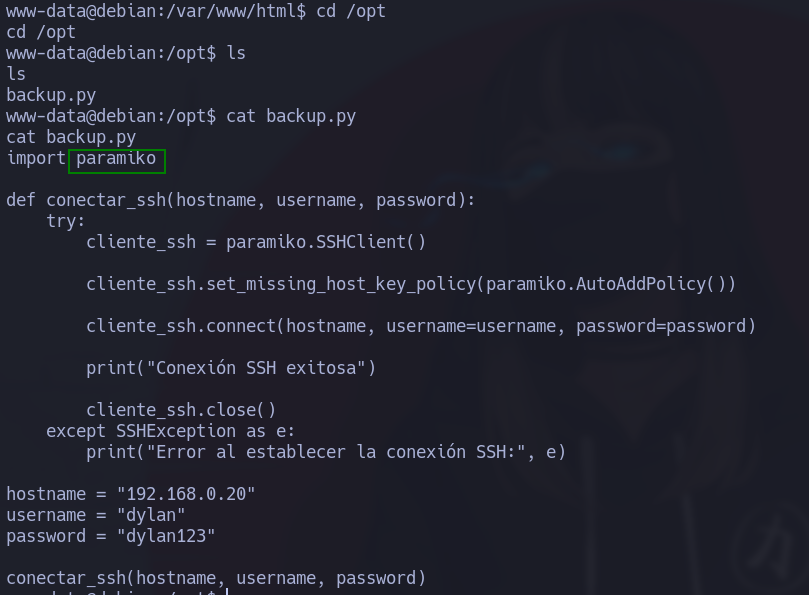 www-data@debian:/var/www/html$ cd /opt
cd /opt
www-data@debian:/opt$ ls
ls
backup.py
www-data@debian:/opt$ cat backup.py
cat backup.py
import paramiko
def conectar_ssh(hostname, username, password):
    try:
        cliente_ssh = paramiko.SSHClient()
        cliente_ssh.set_missing_host_key_policy(paramiko.AutoAddPolicy())
        cliente_ssh.connect(hostname, username=username, password=password)
        print("Conexión SSH exitosa")
        cliente_ssh.close()
    except SSHException as e:
        print("Error al establecer la conexión SSH:", e)
hostname = "192.168.0.20"
username = "dylan"
password = "dylan123"
conectar_ssh(hostname, username, password)